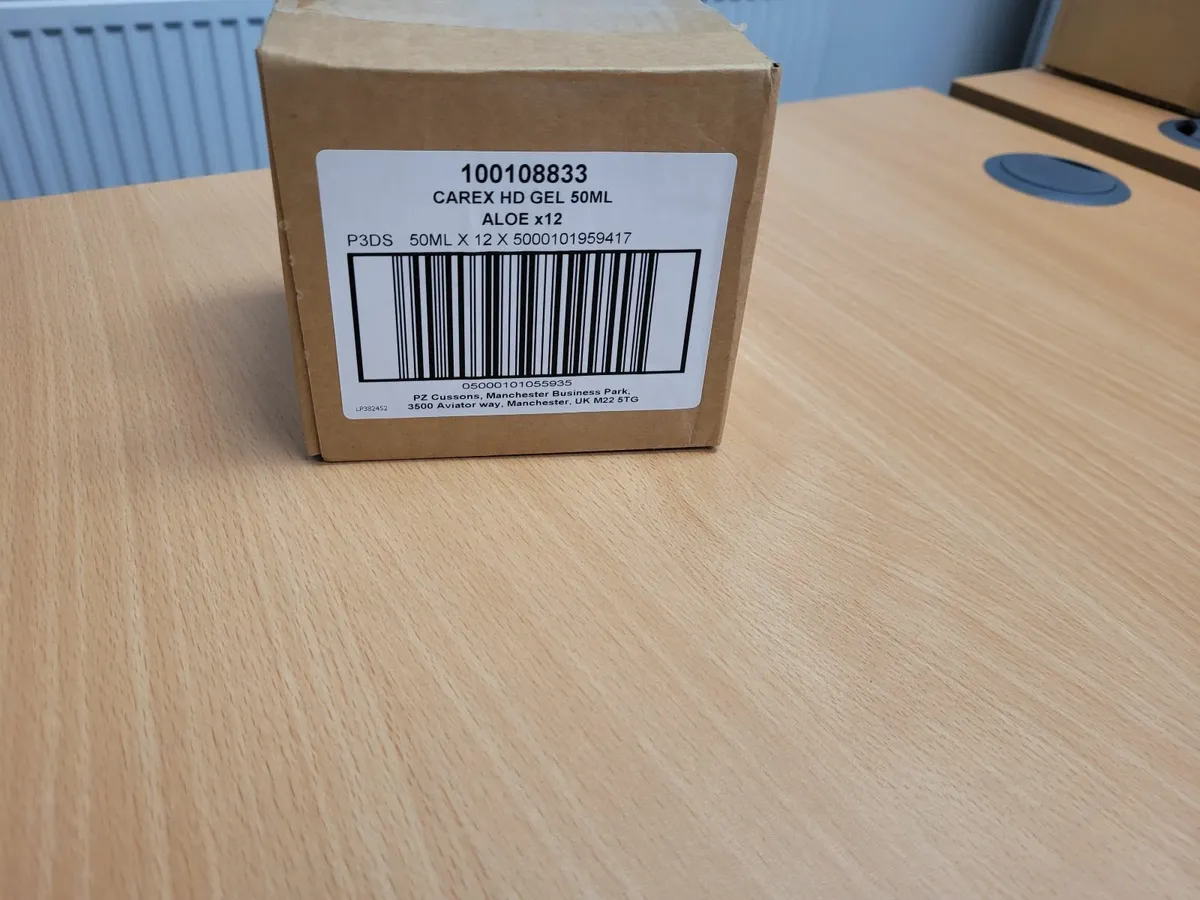 100108833
CAREX HD GEL 50ML
ALOE x12
P3DS 50ML X 12 X 5000101959417
05000101055935
PZ Cussons, Manchester Business Park,
3500 Aviator way, Manchester, UK M22 5TG
LP382452